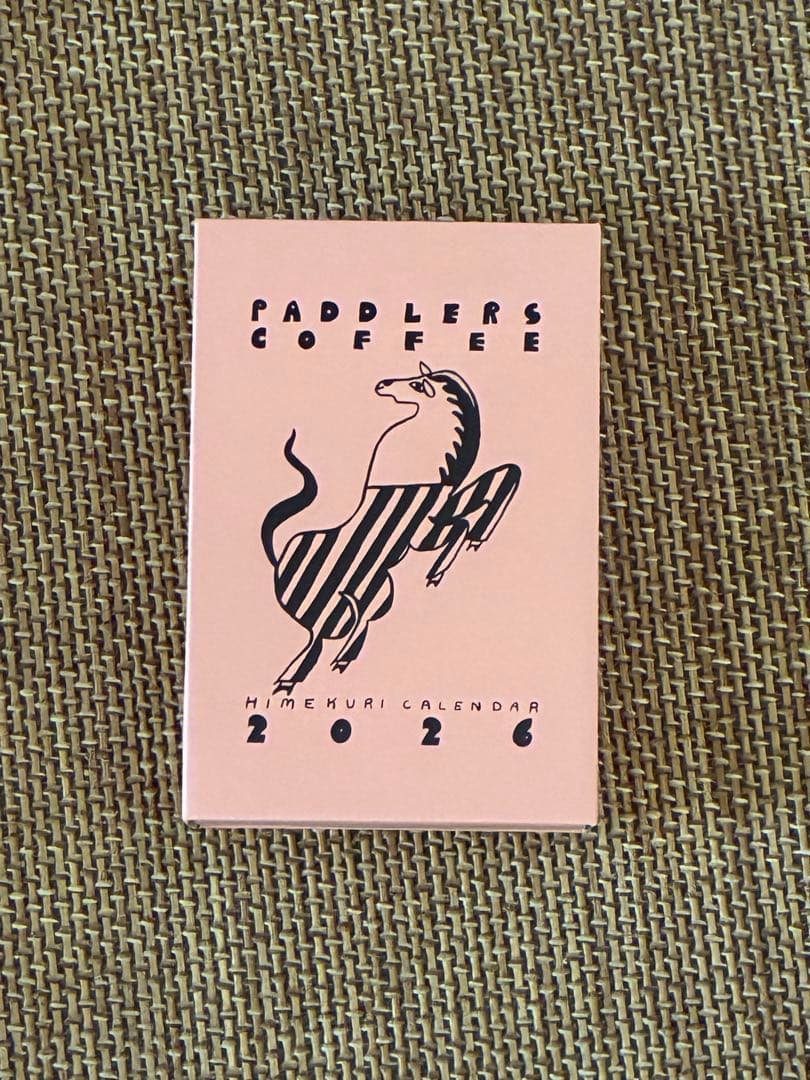 PADDLERS
COFFEE
HIMEKURI CALENDAR
2026